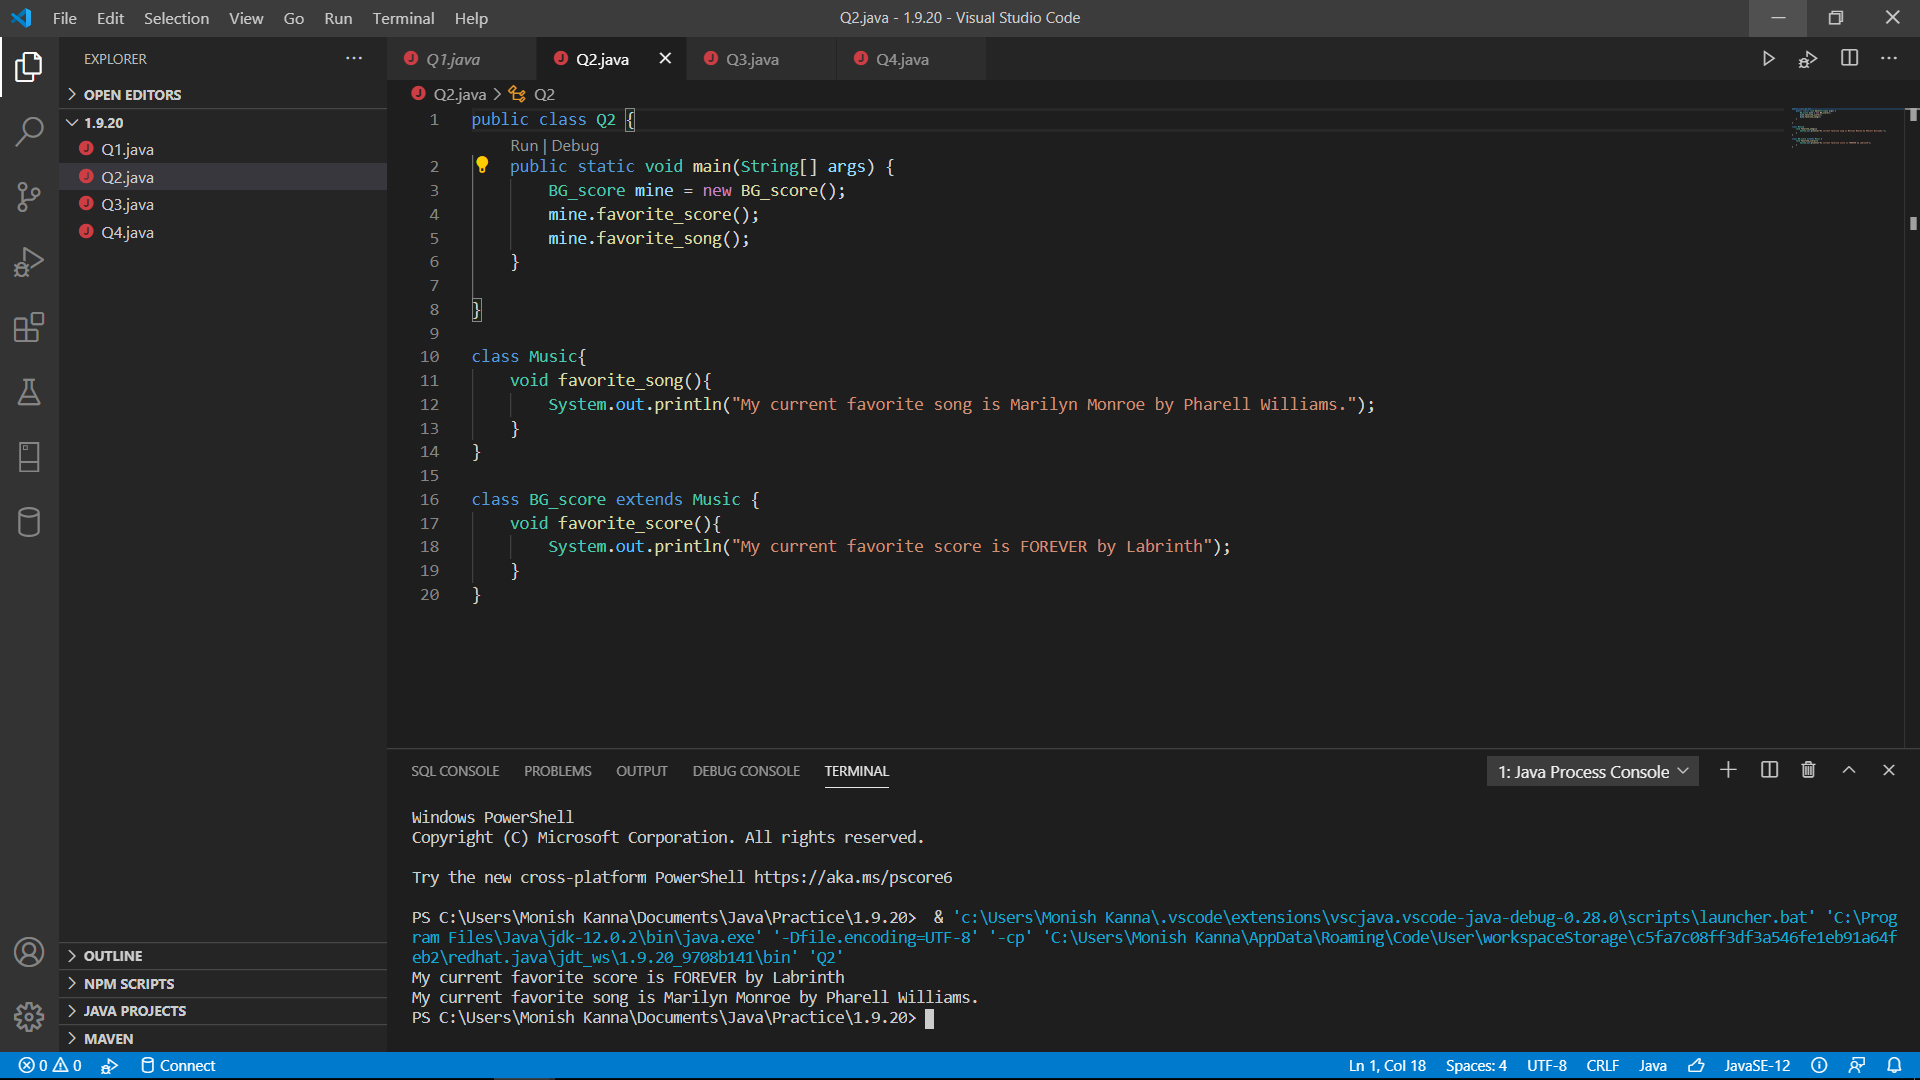 File Edit Selection View Go Run Terminal Help
Q2.java - 1.9.20 - Visual Studio Code
EXPLORER
OPEN EDITORS
1.9.20
Q1.java
Q2.java
Q3.java
Q4.java
OUTLINE
NPM SCRIPTS
JAVA PROJECTS
MAVEN
Q1.java Q2.java Q3.java Q4.java
Q2.java > Q2
1 public class Q2 {
Run | Debug
2     public static void main(String[] args) {
3         BG_score mine = new BG_score();
4         mine.favorite_score();
5         mine.favorite_song();
6     }
7
8 }
9
10 class Music{
11     void favorite_song(){
12         System.out.println("My current favorite song is Marilyn Monroe by Pharell Williams.");
13     }
14 }
15
16 class BG_score extends Music {
17     void favorite_score(){
18         System.out.println("My current favorite score is FOREVER by Labrinth");
19     }
20 }
SQL CONSOLE PROBLEMS OUTPUT DEBUG CONSOLE TERMINAL
1: Java Process Console
Windows PowerShell
Copyright (C) Microsoft Corporation. All rights reserved.
Try the new cross-platform PowerShell https://aka.ms/pscore6
PS C:\Users\Monish Kanna\Documents\Java\Practice\1.9.20>  & 'c:\Users\Monish Kanna\.vscode\extensions\vscjava.vscode-java-debug-0.28.0\scripts\launcher.bat' 'C:\Prog
ram Files\Java\jdk-12.0.2\bin\java.exe' '-Dfile.encoding=UTF-8' '-cp' 'C:\Users\Monish Kanna\AppData\Roaming\Code\User\workspaceStorage\c5fa7c08ff3df3a546fe1eb91a64f
eb2\redhat.java\jdt_ws\1.9.20_9708b141\bin' 'Q2'
My current favorite score is FOREVER by Labrinth
My current favorite song is Marilyn Monroe by Pharell Williams.
PS C:\Users\Monish Kanna\Documents\Java\Practice\1.9.20>
0 0 Connect
Ln 1, Col 18 Spaces: 4 UTF-8 CRLF Java JavaSE-12